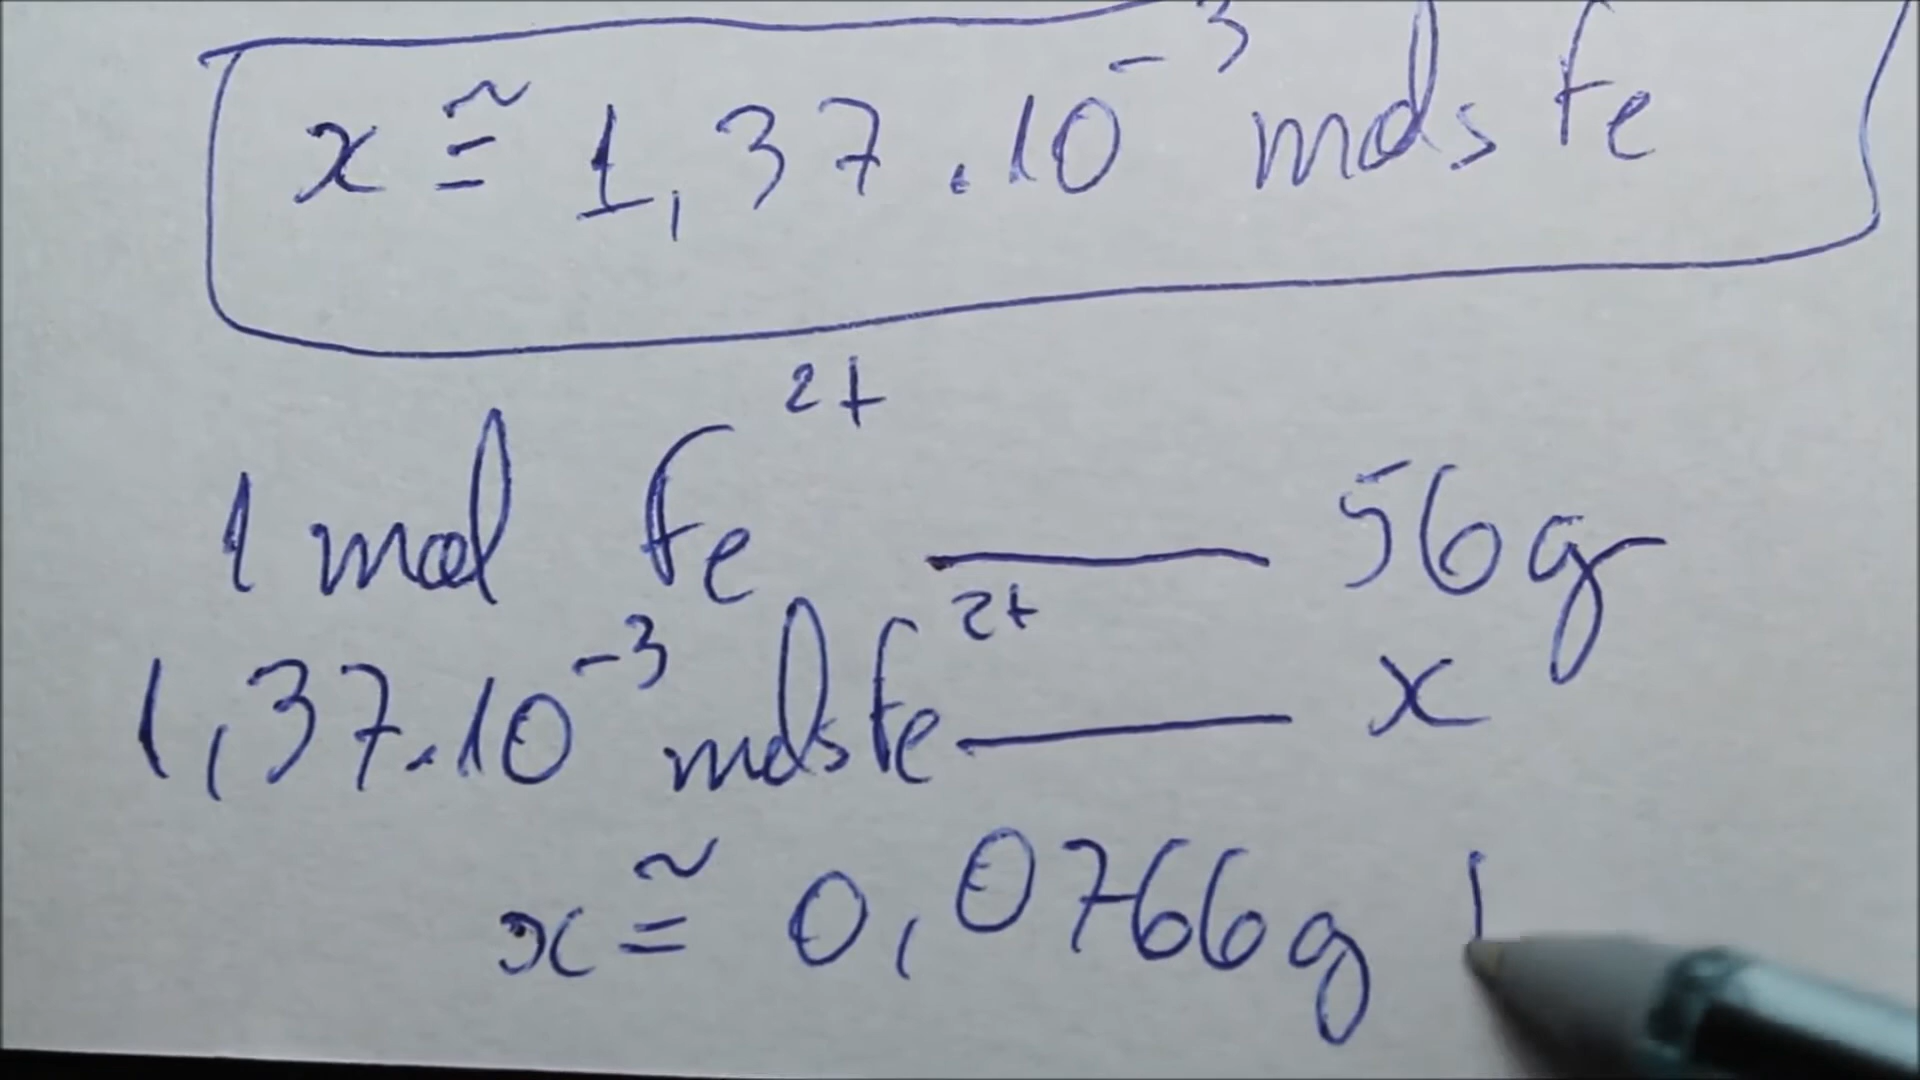 x ≅ 1,37 . 10⁻³ mols Fe
1 mol Fe²⁺ —— 56g
1,37.10⁻³ mols Fe²⁺ —— x
x ≅ 0,0766g